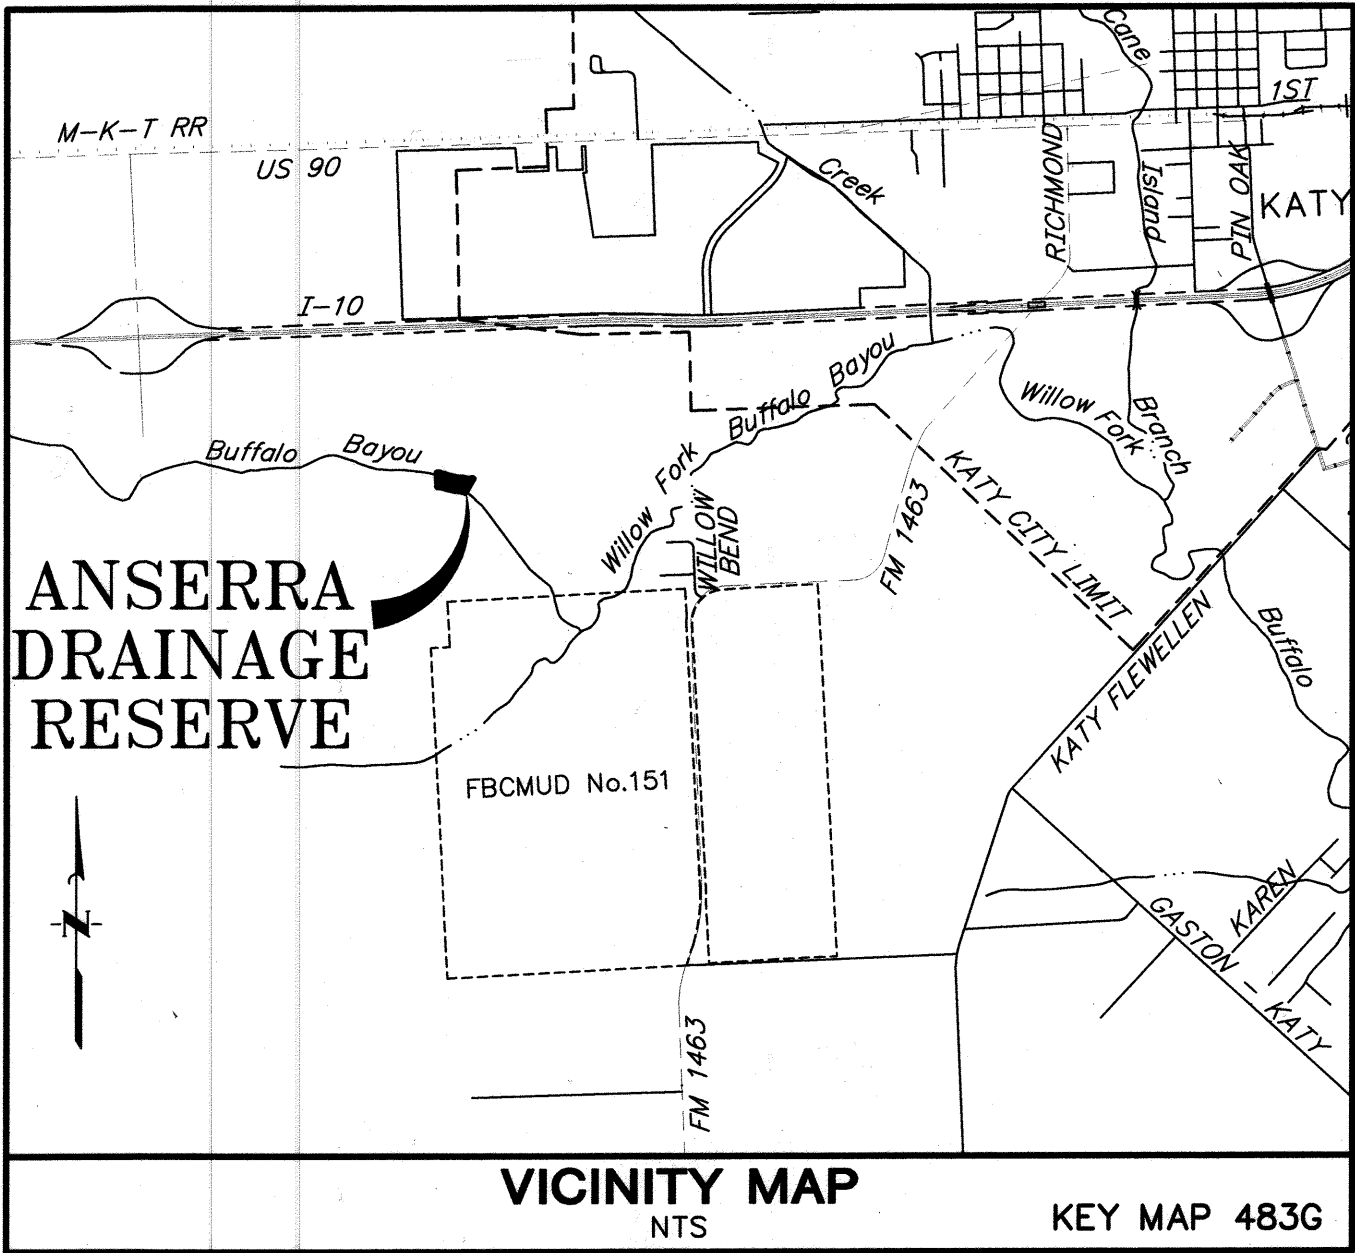 Cane
1ST
M-K-T RR
US 90
RICHMOND
Creek
Island
PIN OAK
KATY
I-10
Buffalo Bayou
Willow Fork Buffalo Bayou
Willow Fork
Branch
KATY CITY LIMIT
FM 1463
WILLOW
BEND
ANSERRA
DRAINAGE
RESERVE
KATY FLEWELLEN
Buffalo
FBCMUD No.151
N
KAREN
GASTON - KATY
FM 1463
VICINITY MAP
NTS
KEY MAP 483G